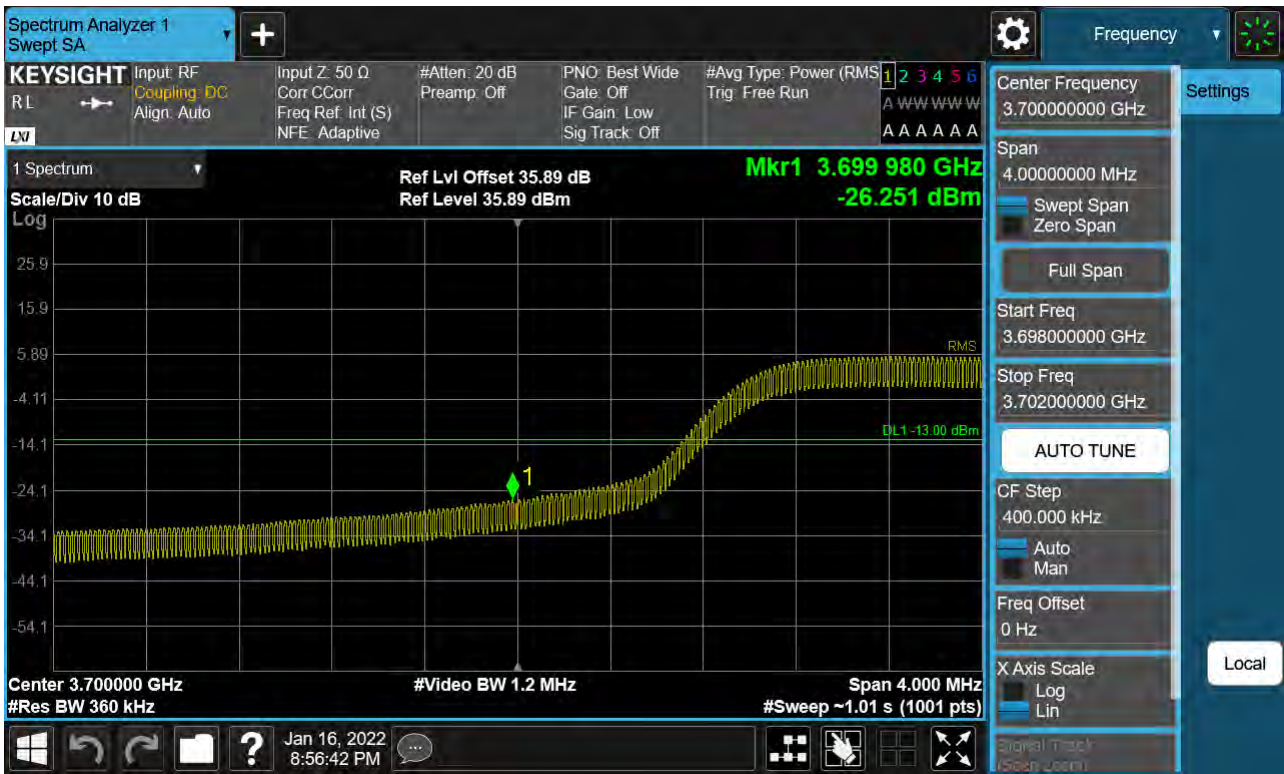 Spectrum Analyzer 1
Swept SA
+
Frequency
KEYSIGHT
R L
LXI
Input: RF
Coupling: DC
Align: Auto
Input Z: 50 Ω
Corr CCorr
Freq Ref: Int (S)
NFE: Adaptive
#Atten: 20 dB
Preamp: Off
PNO: Best Wide
Gate: Off
IF Gain: Low
Sig Track: Off
#Avg Type: Power (RMS
Trig: Free Run
1 2 3 4 5 6
A W W W W W
A A A A A A
1 Spectrum
Scale/Div 10 dB
Log
Ref Lvl Offset 35.89 dB
Ref Level 35.89 dBm
Mkr1 3.699 980 GHz
-26.251 dBm
25.9
15.9
5.89
-4.11
-14.1
-24.1
-34.1
-44.1
-54.1
RMS
DL1 -13.00 dBm
1
Center 3.700000 GHz
#Res BW 360 kHz
#Video BW 1.2 MHz
Span 4.000 MHz
#Sweep ~1.01 s (1001 pts)
Center Frequency
3.700000000 GHz
Span
4.00000000 MHz
Swept Span
Zero Span
Full Span
Start Freq
3.698000000 GHz
Stop Freq
3.702000000 GHz
AUTO TUNE
CF Step
400.000 kHz
Auto
Man
Freq Offset
0 Hz
X Axis Scale
Log
Lin
Signal Track
(Span Zoom)
Settings
Local
?
Jan 16, 2022
8:56:42 PM